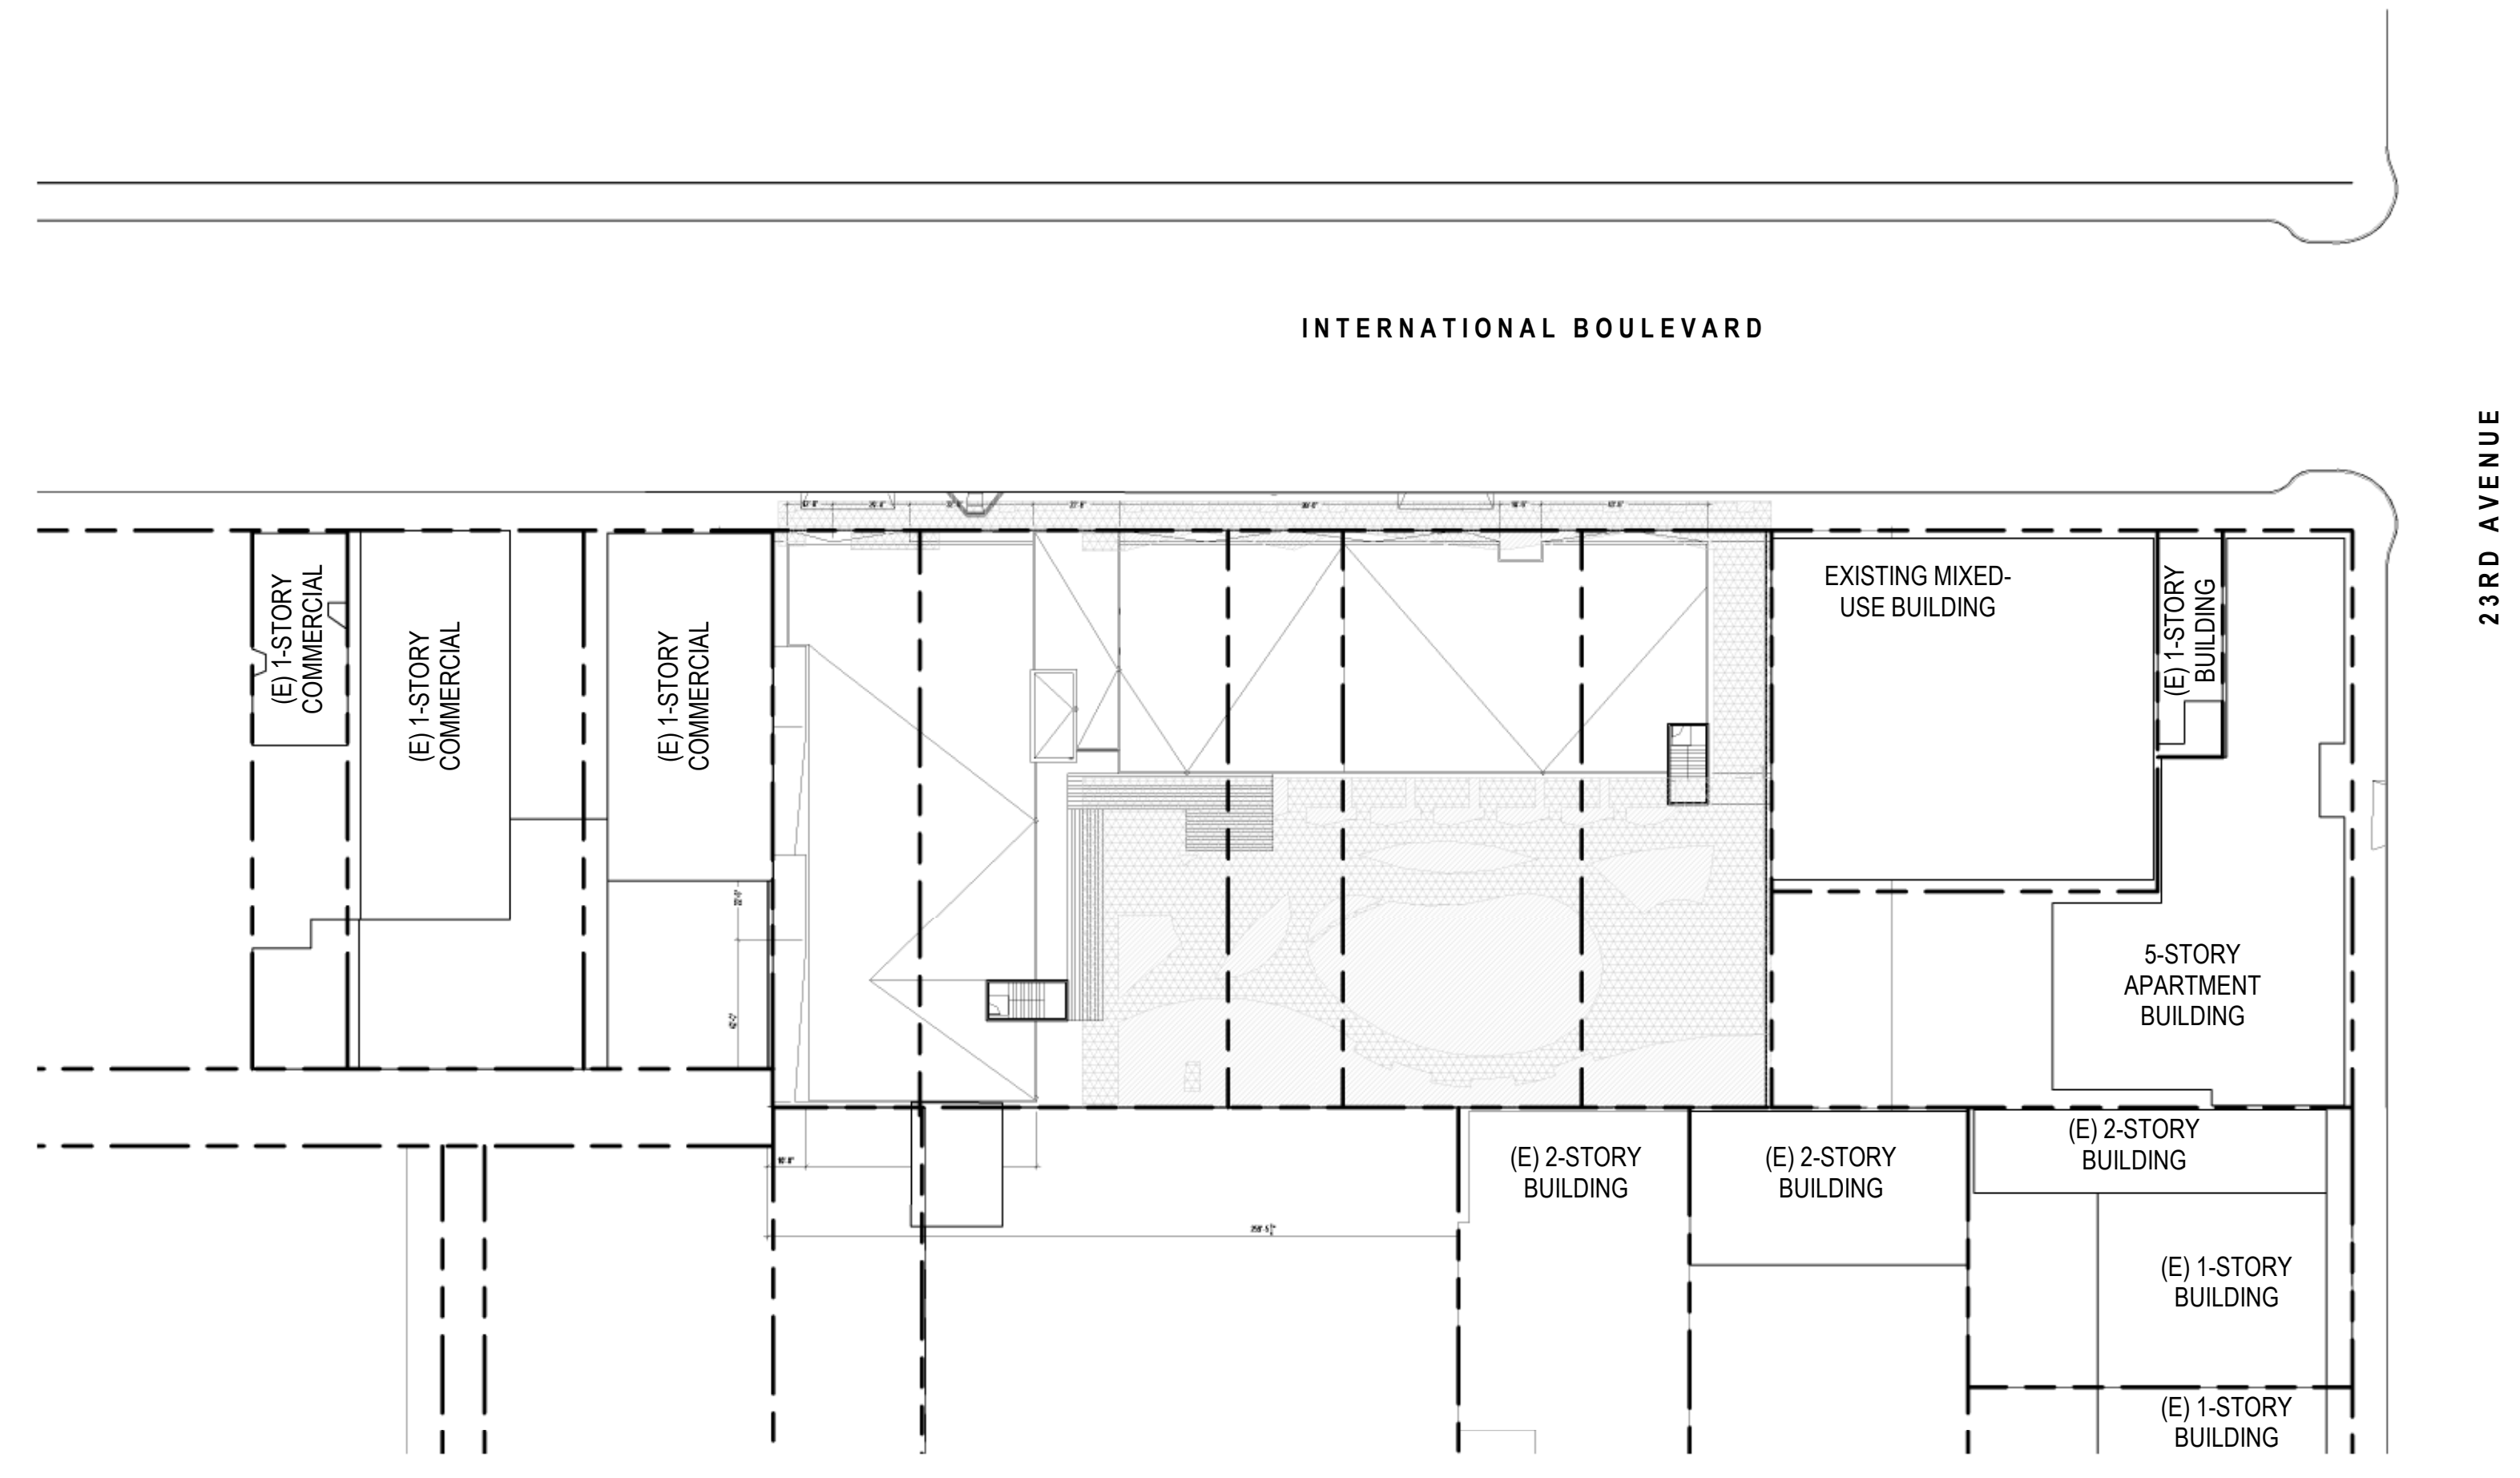 INTERNATIONAL BOULEVARD
23RD AVENUE
(E) 1-STORY
COMMERCIAL
(E) 1-STORY
COMMERCIAL
(E) 1-STORY
COMMERCIAL
EXISTING MIXED-
USE BUILDING
(E) 1-STORY
BUILDING
5-STORY
APARTMENT
BUILDING
(E) 2-STORY
BUILDING
(E) 2-STORY
BUILDING
(E) 2-STORY
BUILDING
(E) 1-STORY
BUILDING
(E) 1-STORY
BUILDING